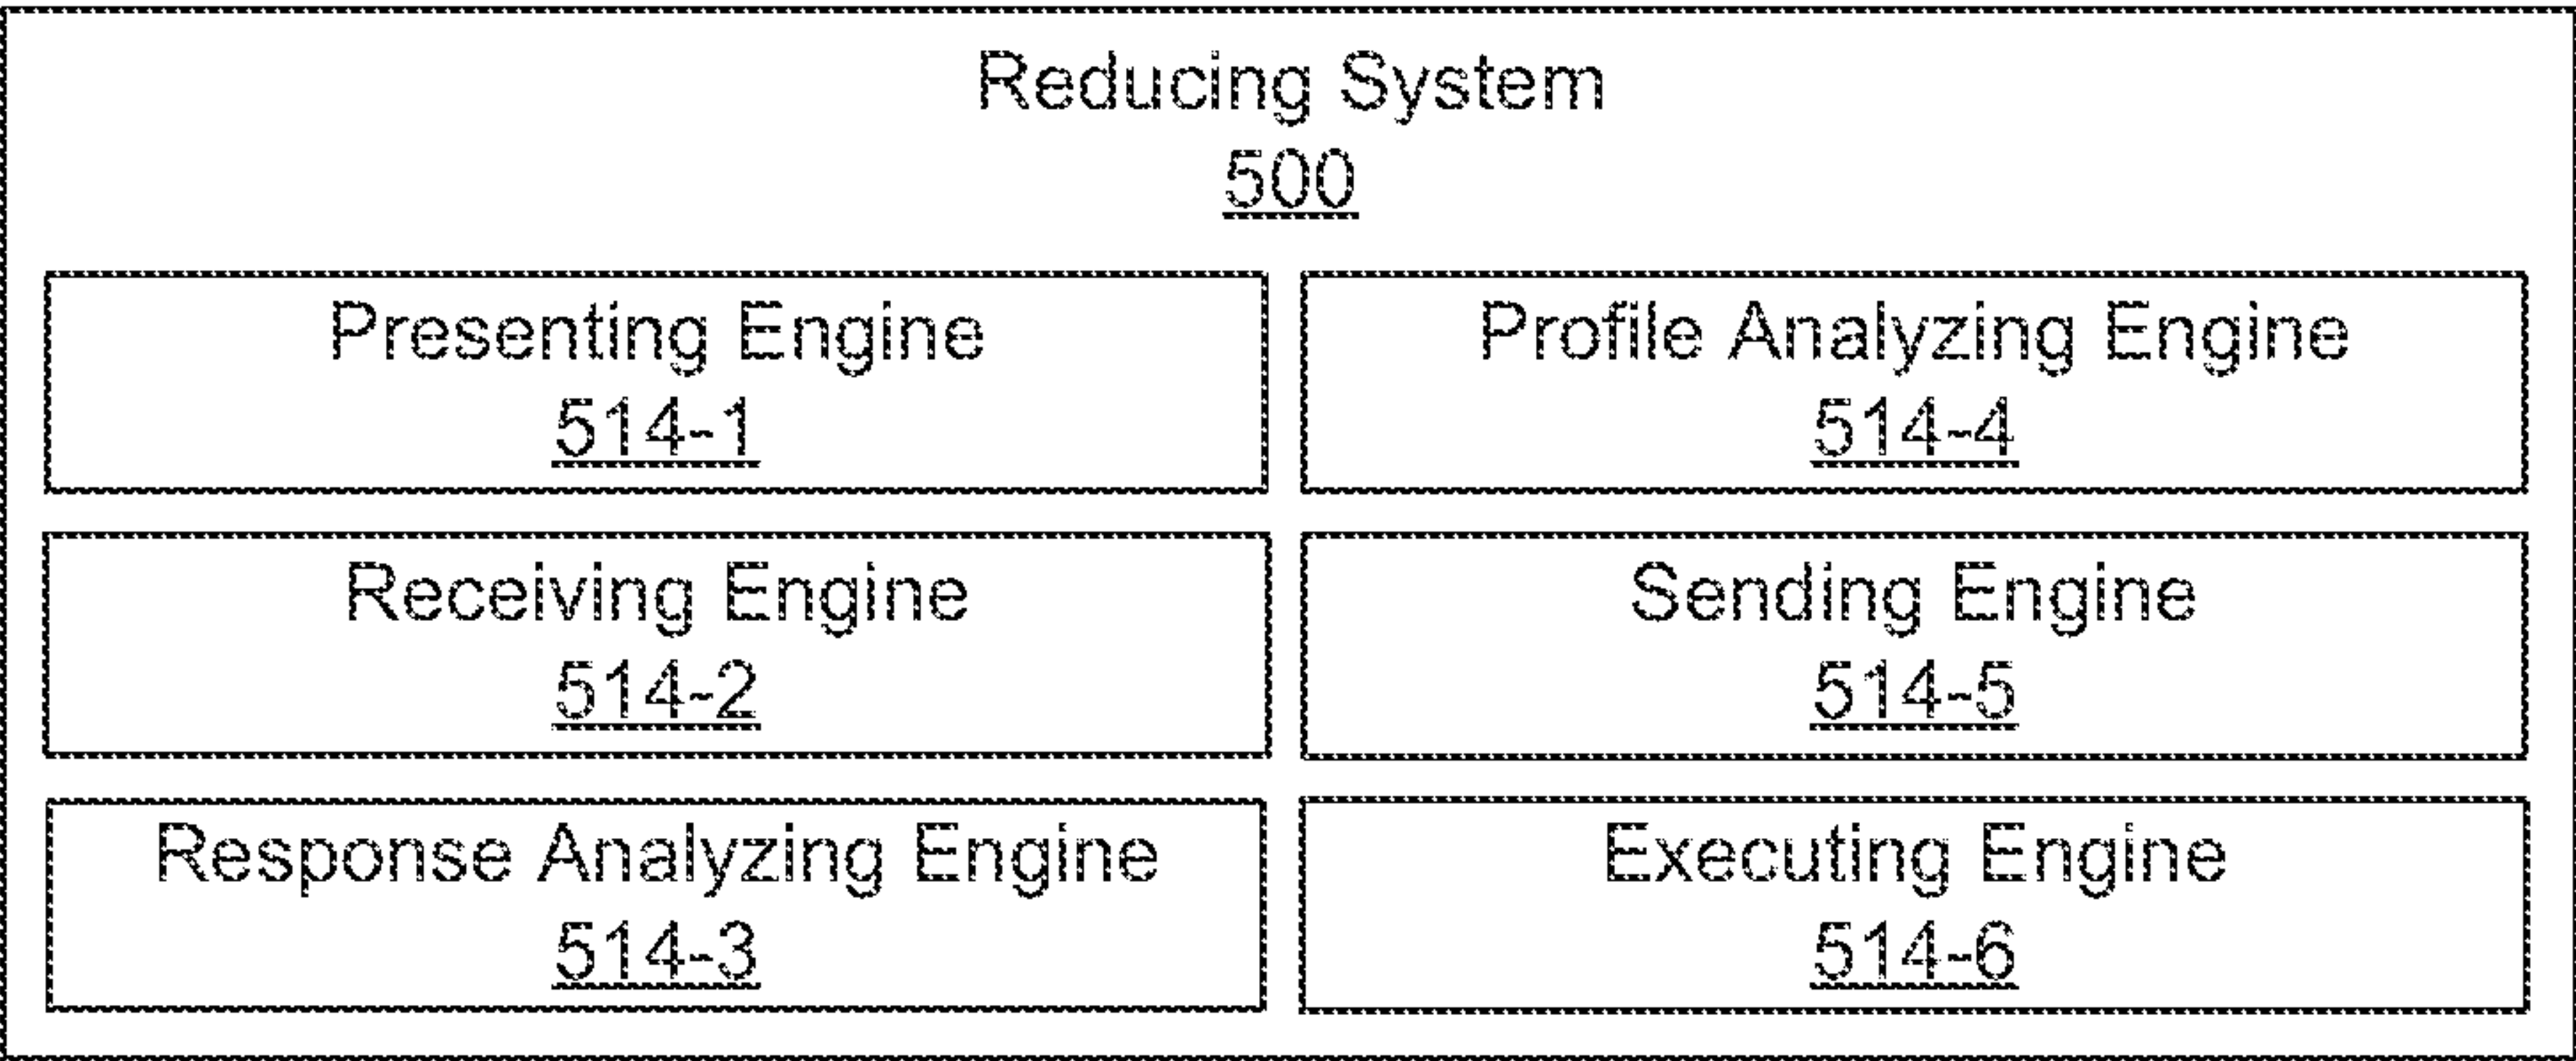 Reducing System
500
Presenting Engine
514-1
Profile Analyzing Engine
514-4
Receiving Engine
514-2
Sending Engine
514-5
Response Analyzing Engine
514-3
Executing Engine
514-6